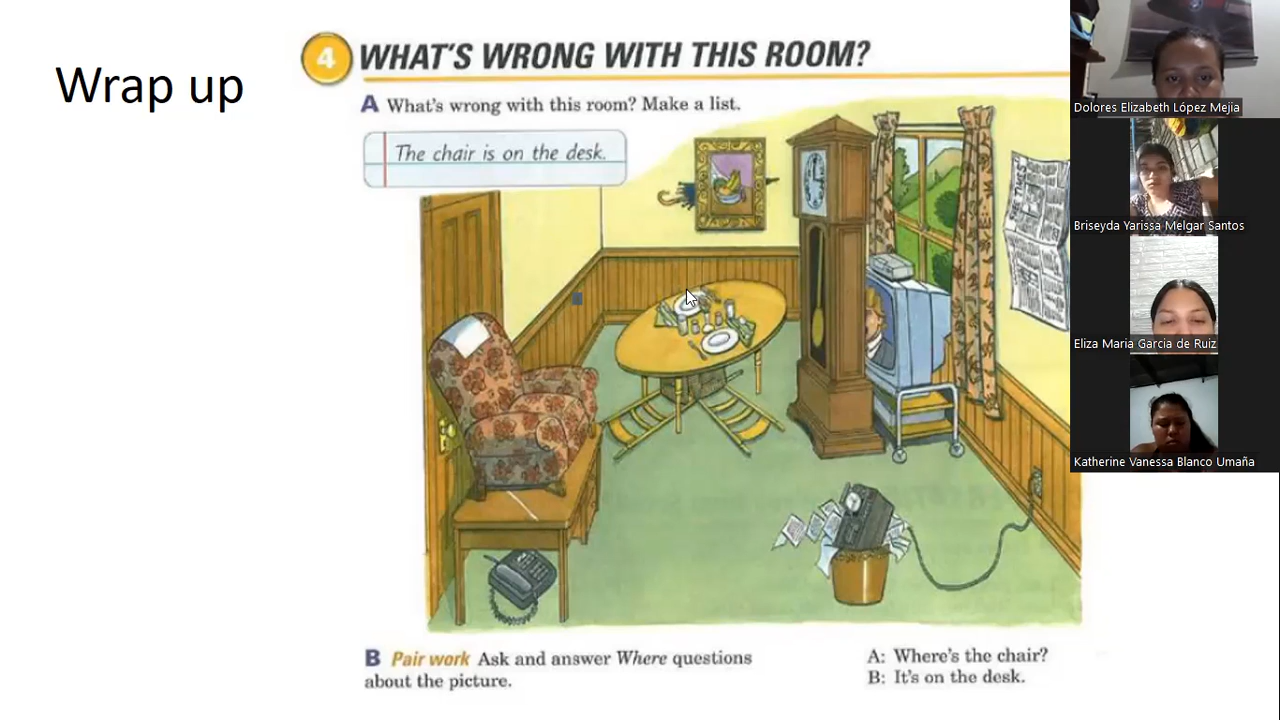 Wrap up
4 WHAT'S WRONG WITH THIS ROOM?
A What's wrong with this room? Make a list.
The chair is on the desk.
B Pair work Ask and answer Where questions
about the picture.
A: Where's the chair?
B: It's on the desk.
Dolores Elizabeth López Mejia
Briseyda Yarissa Melgar Santos
Eliza Maria Garcia de Ruiz
Katherine Vanessa Blanco Umaña